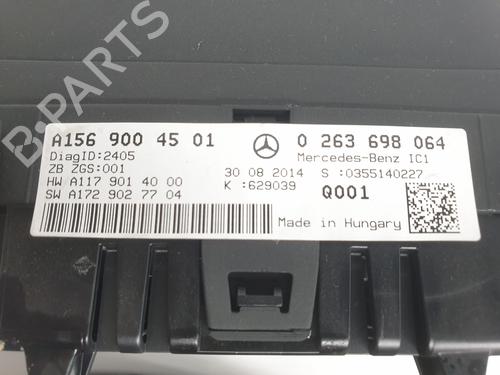 B-PARTS
A156 900 45 01
0 263 698 064
DiagID:2405
Mercedes-Benz IC1
ZB ZGS:001
30 08 2014 S :0355140227
HW A117 901 40 00
K :629039
Q001
SW A172 902 77 04
Made in Hungary